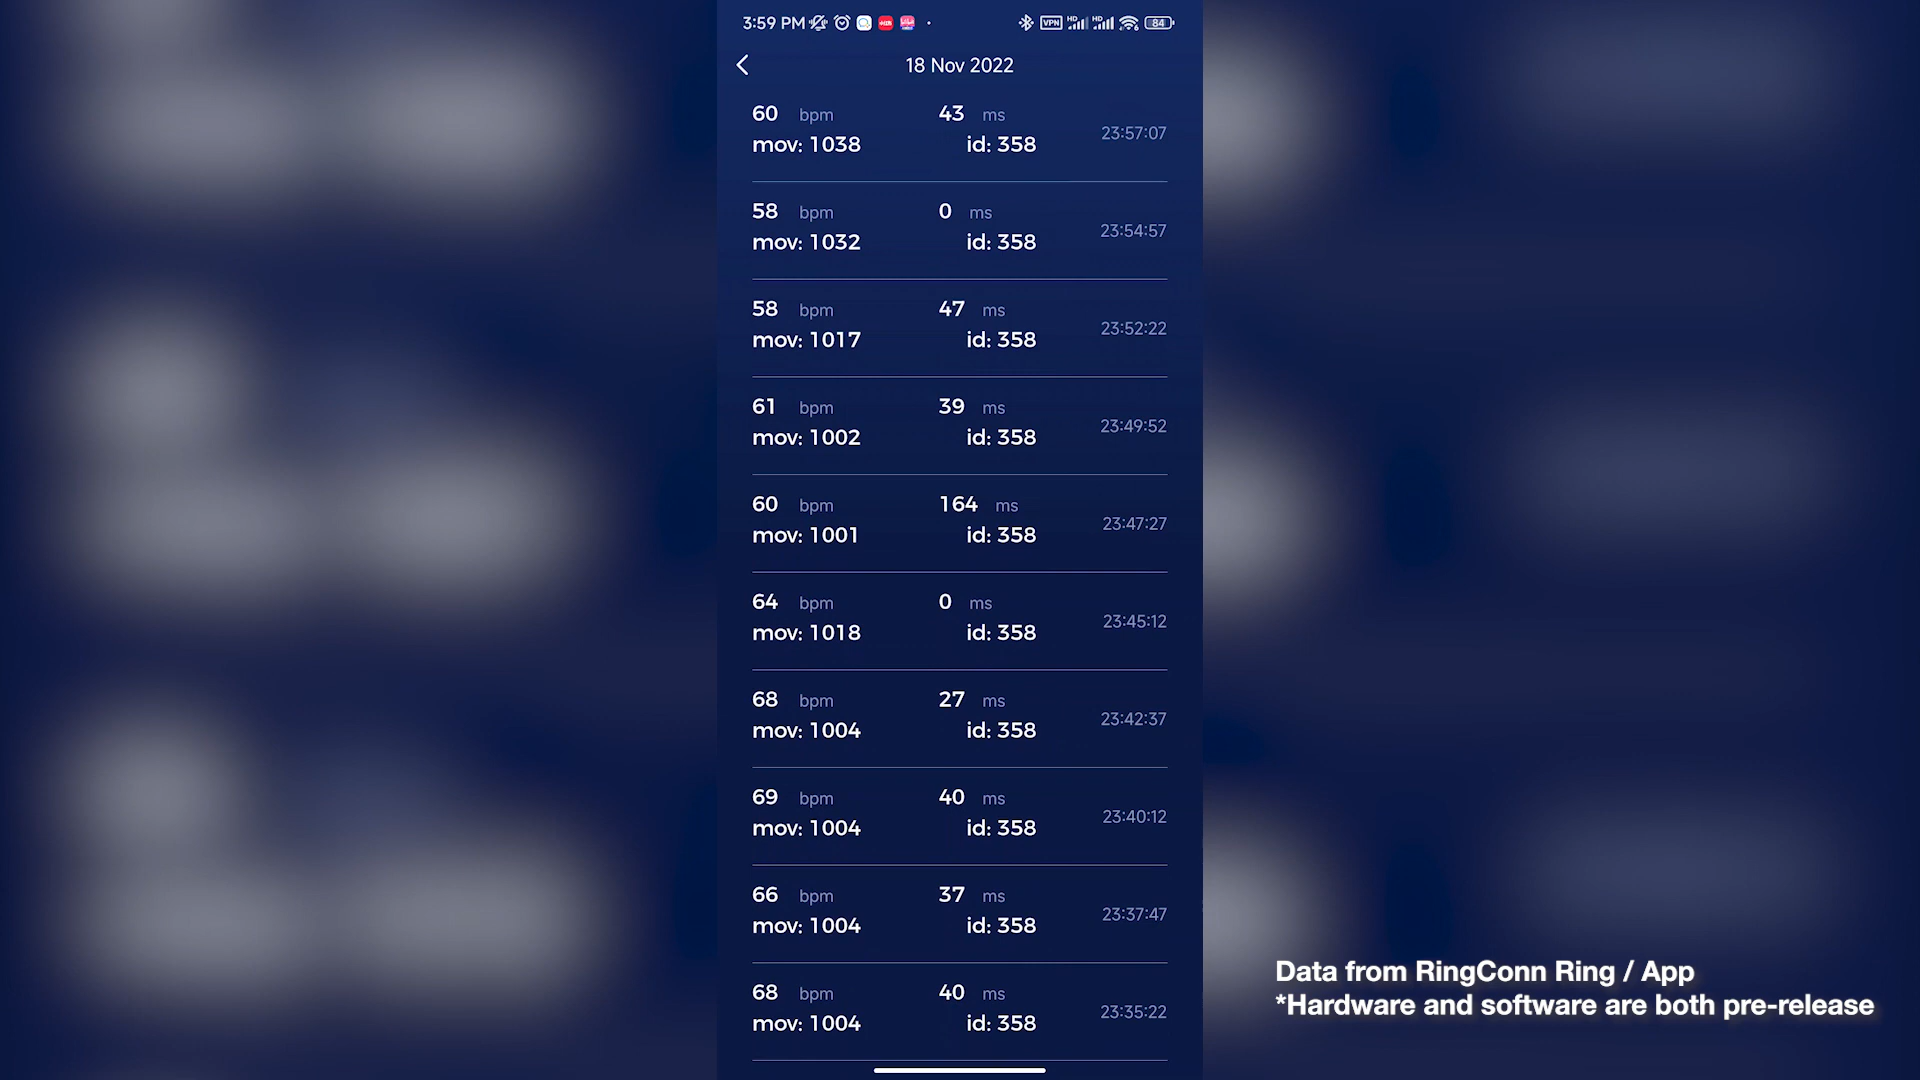 3:59 PM VPN HD HD 84
18 Nov 2022
60 bpm 43 ms
mov: 1038 id: 358 23:57:07
58 bpm 0 ms
mov: 1032 id: 358 23:54:57
58 bpm 47 ms
mov: 1017 id: 358 23:52:22
61 bpm 39 ms
mov: 1002 id: 358 23:49:52
60 bpm 164 ms
mov: 1001 id: 358 23:47:27
64 bpm 0 ms
mov: 1018 id: 358 23:45:12
68 bpm 27 ms
mov: 1004 id: 358 23:42:37
69 bpm 40 ms
mov: 1004 id: 358 23:40:12
66 bpm 37 ms
mov: 1004 id: 358 23:37:47
68 bpm 40 ms
mov: 1004 id: 358 23:35:22
Data from RingConn Ring / App
*Hardware and software are both pre-release